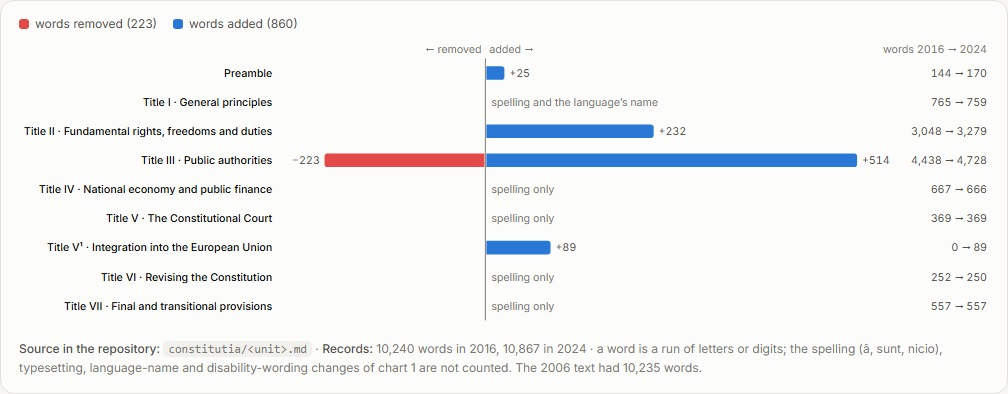 words removed (223) words added (860)
← removed added → words 2016 → 2024
Preamble +25 144 → 170
Title I · General principles spelling and the language's name 765 → 759
Title II · Fundamental rights, freedoms and duties +232 3,048 → 3,279
Title III · Public authorities −223 +514 4,438 → 4,728
Title IV · National economy and public finance spelling only 667 → 666
Title V · The Constitutional Court spelling only 369 → 369
Title V¹ · Integration into the European Union +89 0 → 89
Title VI · Revising the Constitution spelling only 252 → 250
Title VII · Final and transitional provisions spelling only 557 → 557
Source in the repository: constitutia/<unit>.md · Records: 10,240 words in 2016, 10,867 in 2024 · a word is a run of letters or digits; the spelling (â, sunt, nicio),
typesetting, language-name and disability-wording changes of chart 1 are not counted. The 2006 text had 10,235 words.